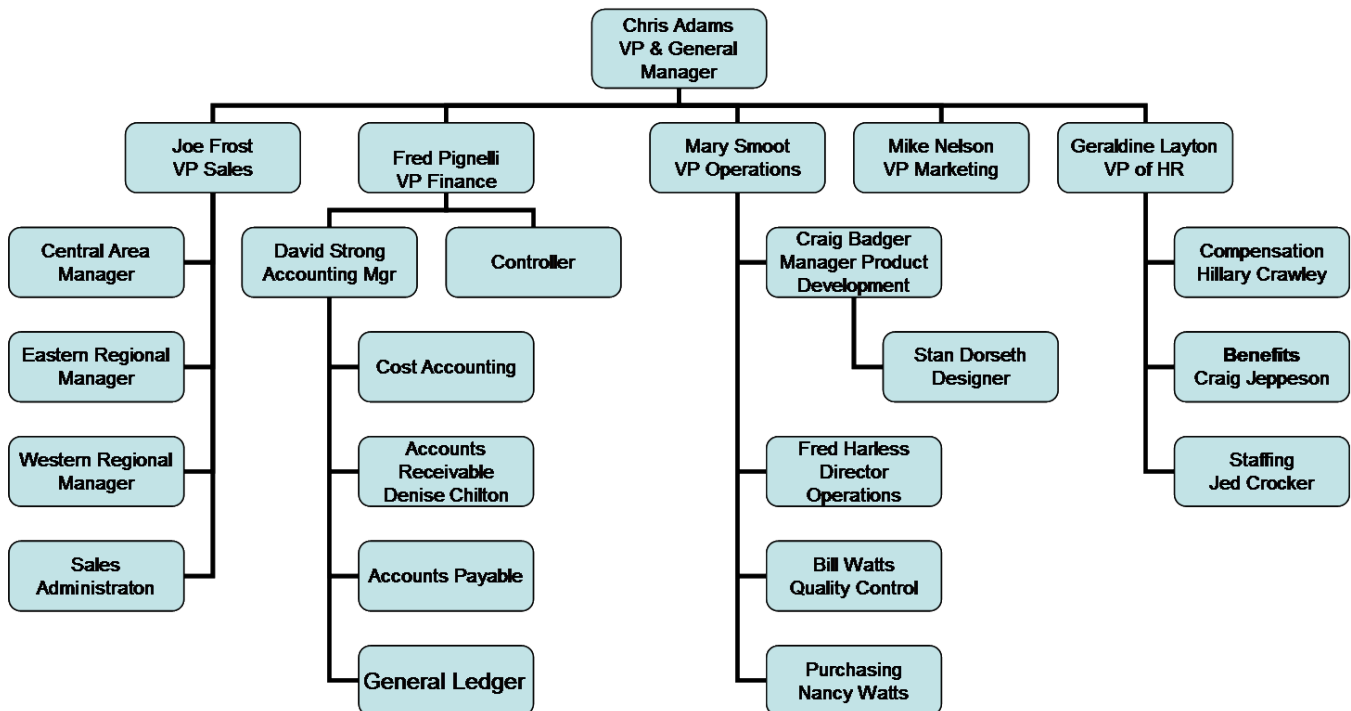 Chris Adams
VP & General
Manager
Joe Frost
VP Sales
Fred Pignelli
VP Finance
Mary Smoot
VP Operations
Mike Nelson
VP Marketing
Geraldine Layton
VP of HR
Central Area
Manager
Eastern Regional
Manager
Western Regional
Manager
Sales
Administraton
David Strong
Accounting Mgr
Controller
Cost Accounting
Accounts
Receivable
Denise Chilton
Accounts Payable
General Ledger
Craig Badger
Manager Product
Development
Stan Dorseth
Designer
Fred Harless
Director
Operations
Bill Watts
Quality Control
Purchasing
Nancy Watts
Compensation
Hillary Crawley
Benefits
Craig Jeppeson
Staffing
Jed Crocker